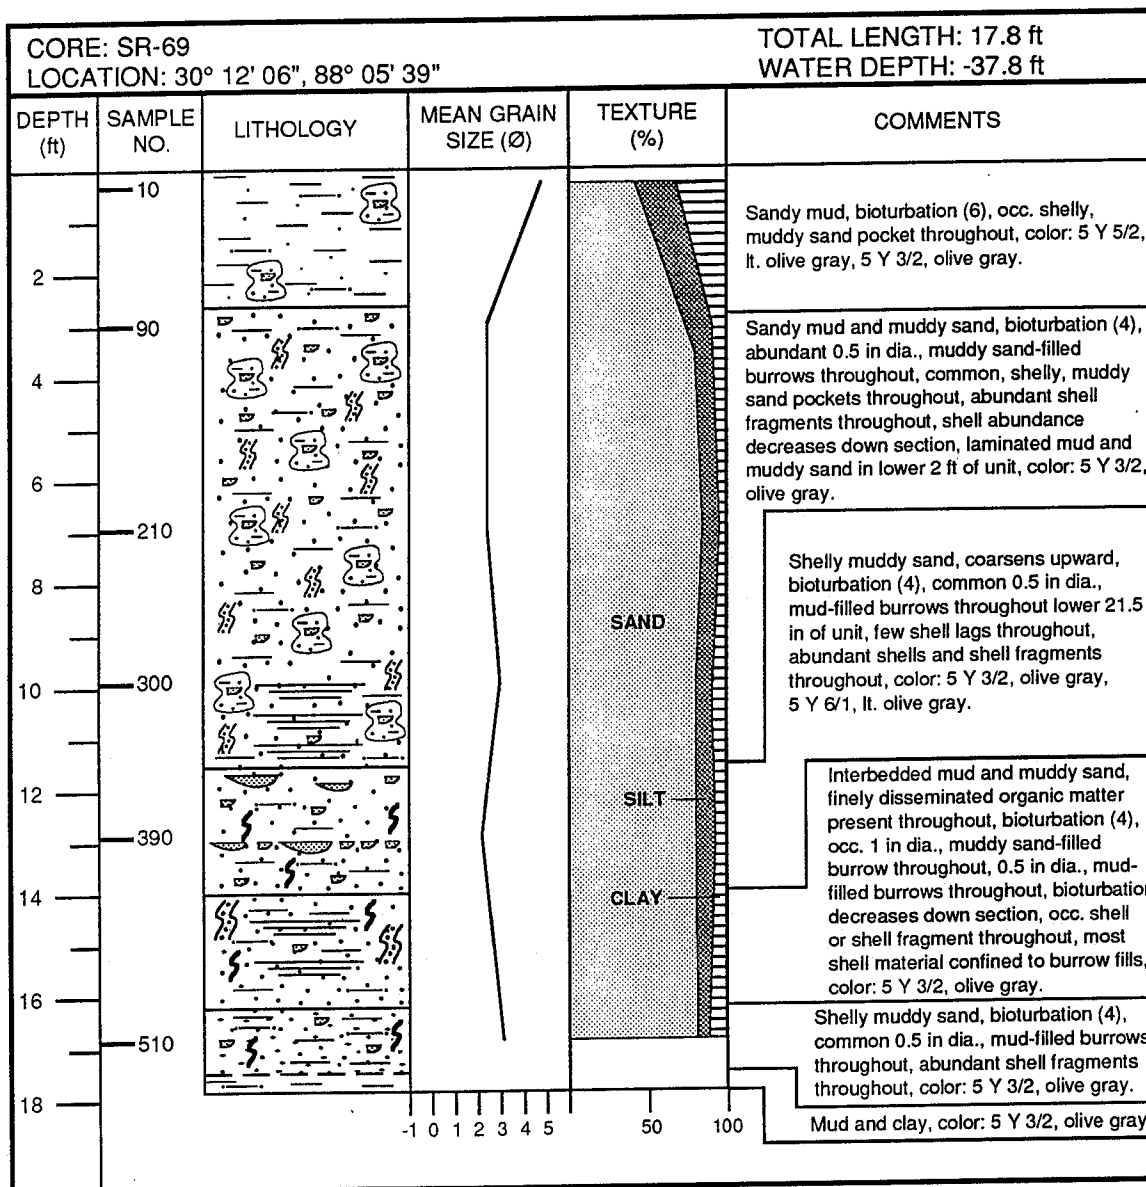 CORE: SR-69
LOCATION: 30° 12' 06", 88° 05' 39"
TOTAL LENGTH: 17.8 ft
WATER DEPTH: -37.8 ft
DEPTH
(ft)
SAMPLE
NO.
LITHOLOGY
MEAN GRAIN
SIZE (Ø)
TEXTURE
(%)
COMMENTS
2
4
6
8
10
12
14
16
18
10
90
210
300
390
510
-1 0 1 2 3 4 5
SAND
SILT
CLAY
50 100
Sandy mud, bioturbation (6), occ. shelly,
muddy sand pocket throughout, color: 5 Y 5/2,
lt. olive gray, 5 Y 3/2, olive gray.
Sandy mud and muddy sand, bioturbation (4),
abundant 0.5 in dia., muddy sand-filled
burrows throughout, common, shelly, muddy
sand pockets throughout, abundant shell
fragments throughout, shell abundance
decreases down section, laminated mud and
muddy sand in lower 2 ft of unit, color: 5 Y 3/2,
olive gray.
Shelly muddy sand, coarsens upward,
bioturbation (4), common 0.5 in dia.,
mud-filled burrows throughout lower 21.5
in of unit, few shell lags throughout,
abundant shells and shell fragments
throughout, color: 5 Y 3/2, olive gray,
5 Y 6/1, lt. olive gray.
Interbedded mud and muddy sand,
finely disseminated organic matter
present throughout, bioturbation (4),
occ. 1 in dia., muddy sand-filled
burrow throughout, 0.5 in dia., mud-
filled burrows throughout, bioturbation
decreases down section, occ. shell
or shell fragment throughout, most
shell material confined to burrow fills,
color: 5 Y 3/2, olive gray.
Shelly muddy sand, bioturbation (4),
common 0.5 in dia., mud-filled burrows
throughout, abundant shell fragments
throughout, color: 5 Y 3/2, olive gray.
Mud and clay, color: 5 Y 3/2, olive gray